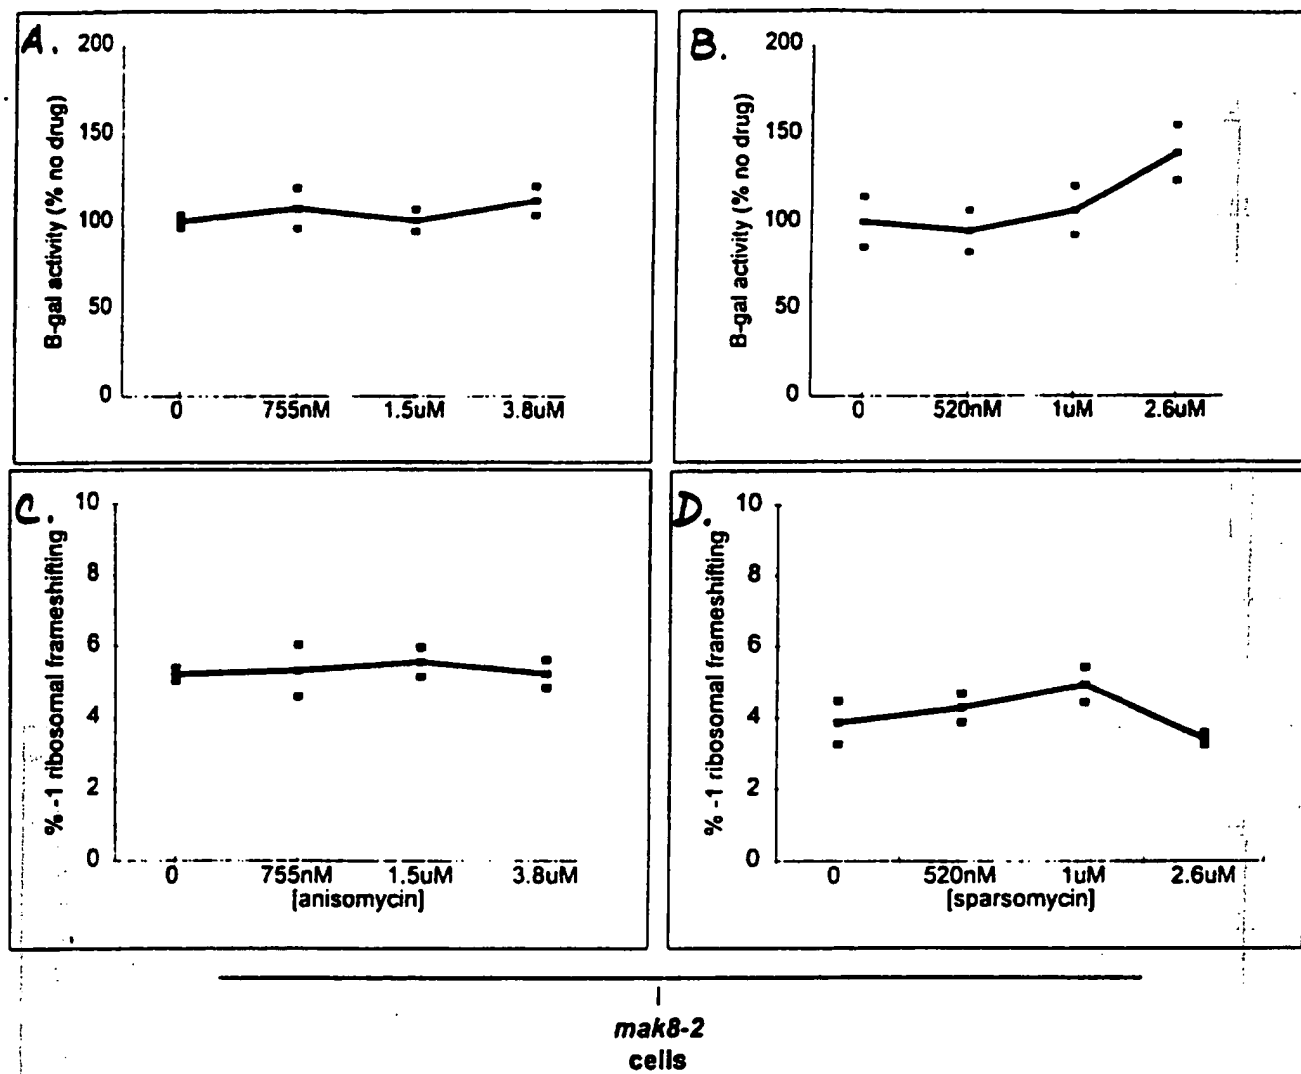 A.
200
150
100
50
0
B-gal activity (% no drug)
0 755nM 1.5uM 3.8uM
B.
200
150
100
50
0
B-gal activity (% no drug)
0 520nM 1uM 2.6uM
C.
10
8
6
4
2
0
% -1 ribosomal frameshifting
0 755nM 1.5uM 3.8uM
[anisomycin]
D.
10
8
6
4
2
0
% -1 ribosomal frameshifting
0 520nM 1uM 2.6uM
[sparsomycin]
mak8-2
cells